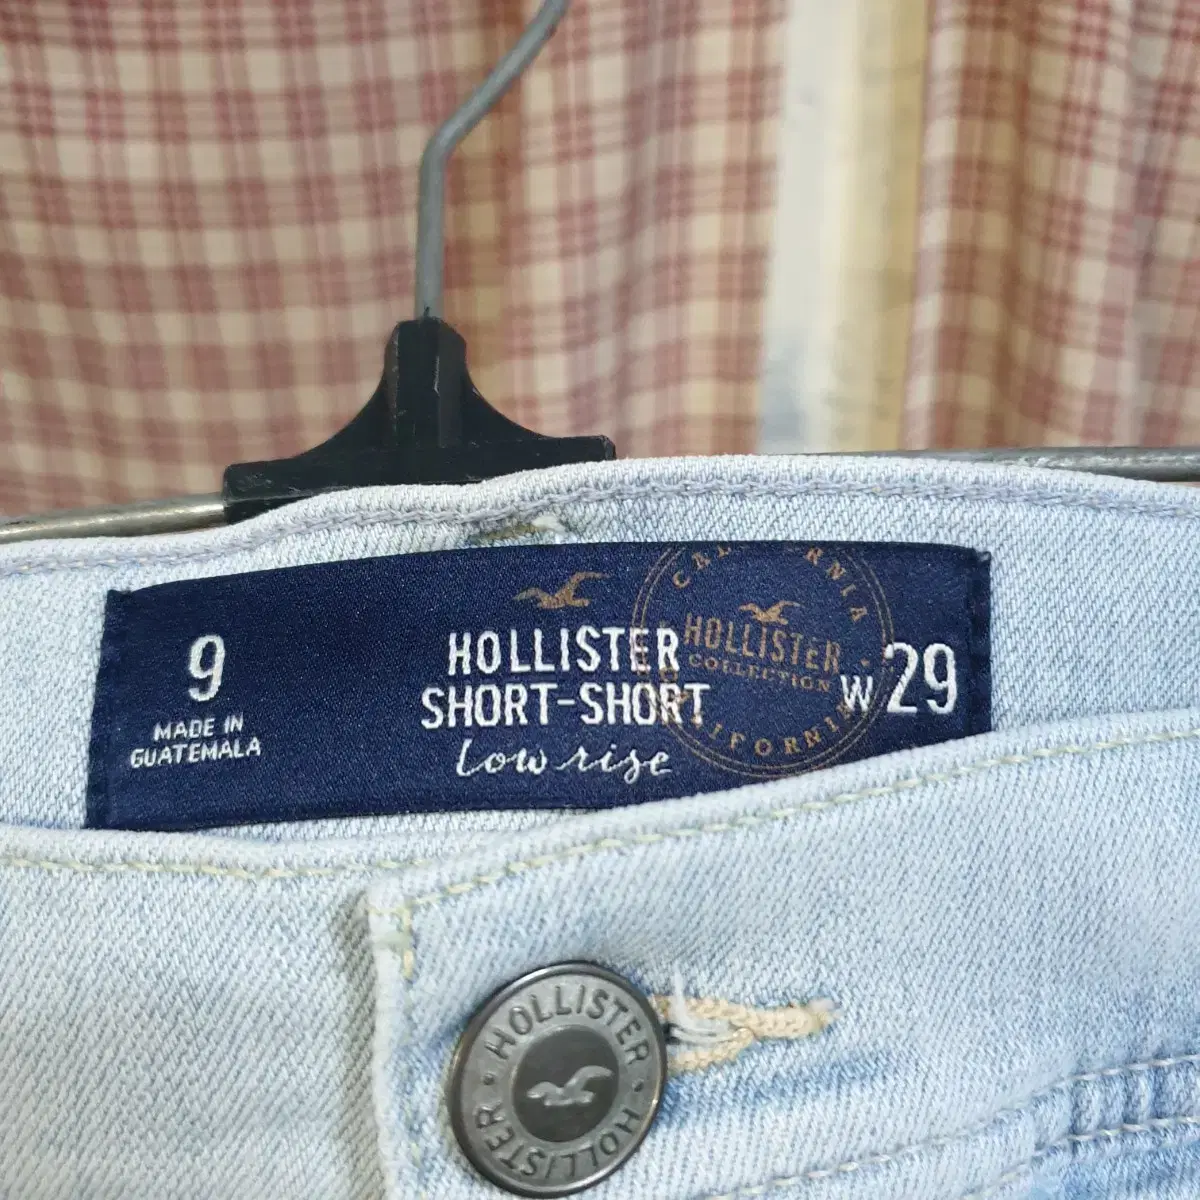 9
MADE IN
GUATEMALA
HOLLISTER
SHORT-SHORT
low rise
CALIFORNIA
HOLLISTER
COLLECTION
CALIFORNIA
W 29
HOLLISTER · HOLLISTER ·